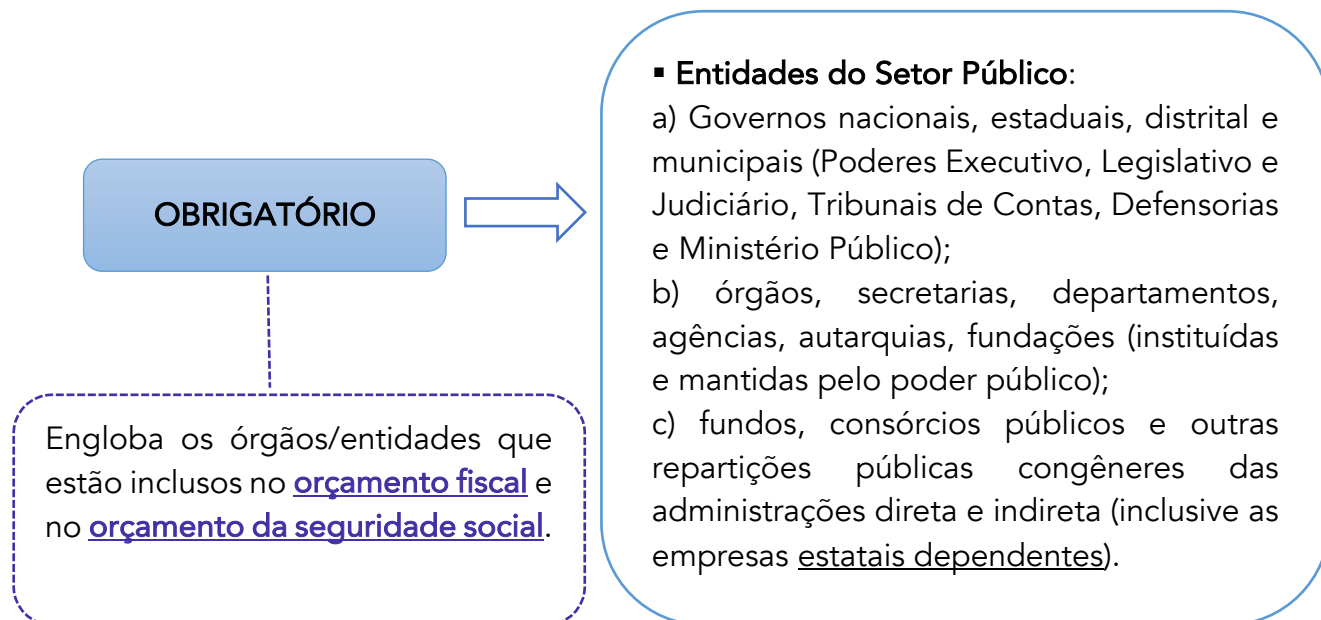 OBRIGATÓRIO
Engloba os órgãos/entidades que
estão inclusos no orçamento fiscal e
no orçamento da seguridade social.
▪ Entidades do Setor Público:
a) Governos nacionais, estaduais, distrital e
municipais (Poderes Executivo, Legislativo e
Judiciário, Tribunais de Contas, Defensorias
e Ministério Público);
b) órgãos, secretarias, departamentos,
agências, autarquias, fundações (instituídas
e mantidas pelo poder público);
c) fundos, consórcios públicos e outras
repartições públicas congêneres das
administrações direta e indireta (inclusive as
empresas estatais dependentes).